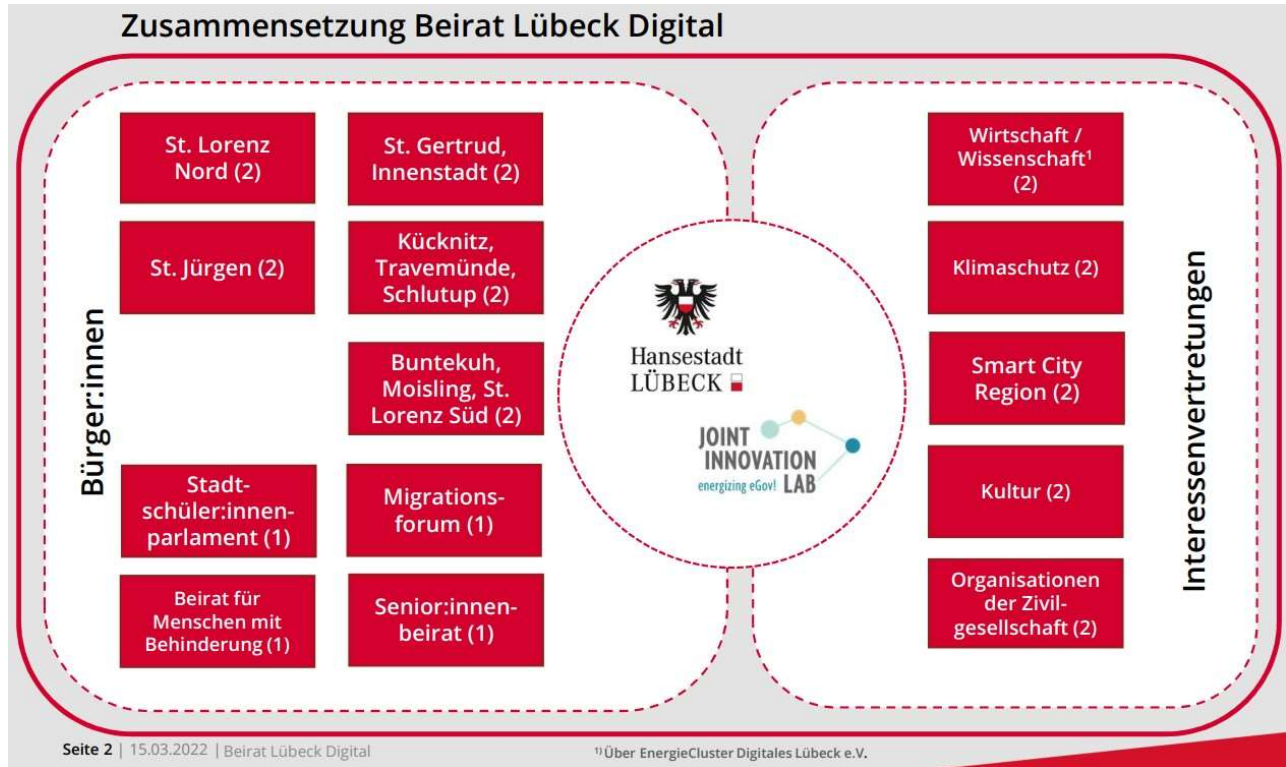 Zusammensetzung Beirat Lübeck Digital
Bürger:innen
St. Lorenz
Nord (2)
St. Gertrud,
Innenstadt (2)
St. Jürgen (2)
Kücknitz,
Travemünde,
Schlutup (2)
Buntekuh,
Moisling, St.
Lorenz Süd (2)
Stadt-
schüler:innen-
parlament (1)
Migrations-
forum (1)
Beirat für
Menschen mit
Behinderung (1)
Senior:innen-
beirat (1)
Hansestadt
LÜBECK
JOINT
INNOVATION
energizing eGov! LAB
Wirtschaft /
Wissenschaft¹
(2)
Klimaschutz (2)
Smart City
Region (2)
Kultur (2)
Organisationen
der Zivil-
gesellschaft (2)
Interessenvertretungen
Seite 2 | 15.03.2022 | Beirat Lübeck Digital
¹⁾ Über EnergieCluster Digitales Lübeck e.V.